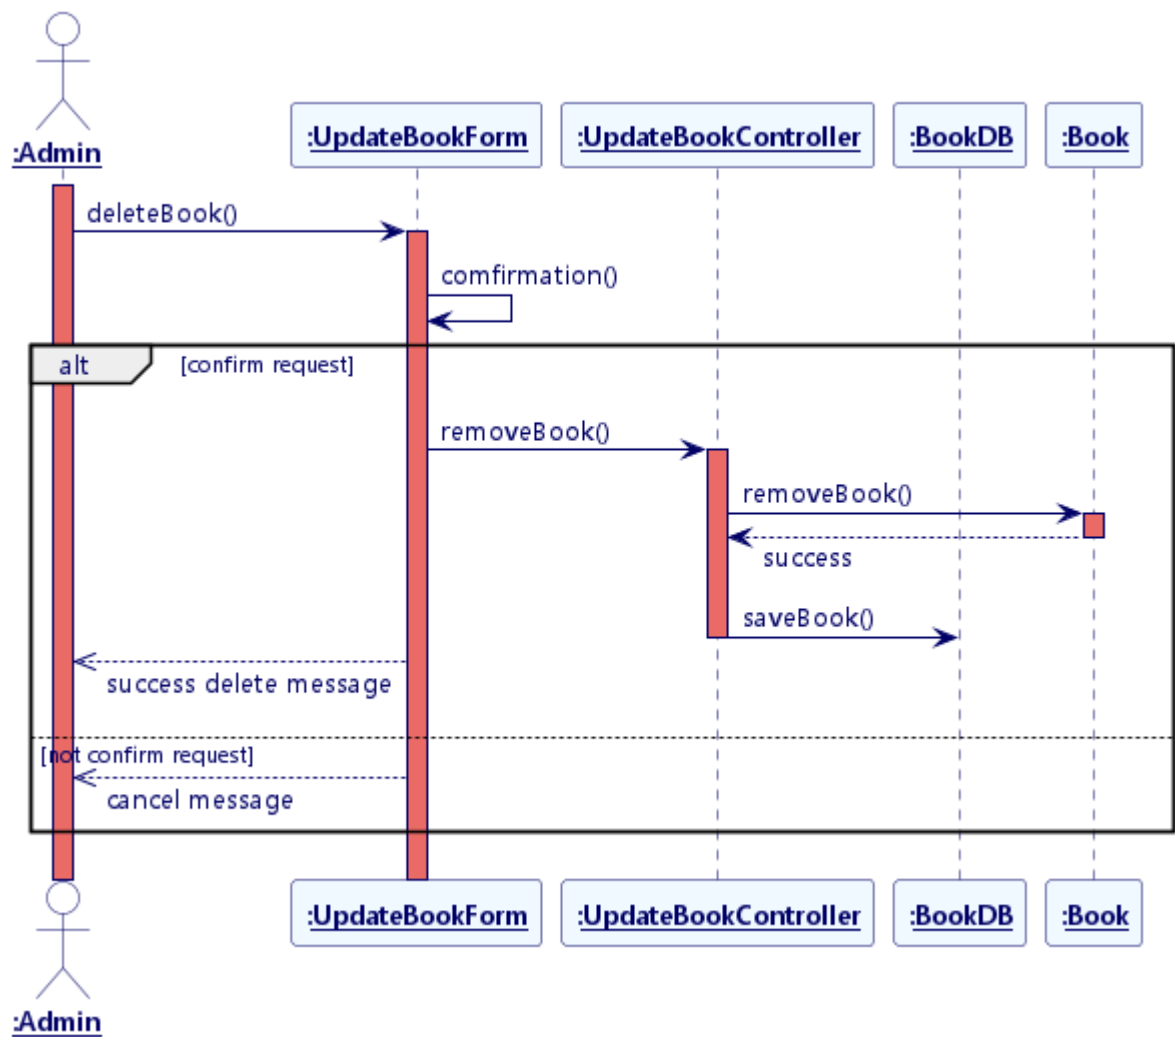 :Admin
:UpdateBookForm
:UpdateBookController
:BookDB
:Book
deleteBook()
comfirmation()
alt
[confirm request]
removeBook()
removeBook()
success
saveBook()
success delete message
[not confirm request]
cancel message
:UpdateBookForm
:UpdateBookController
:BookDB
:Book
:Admin